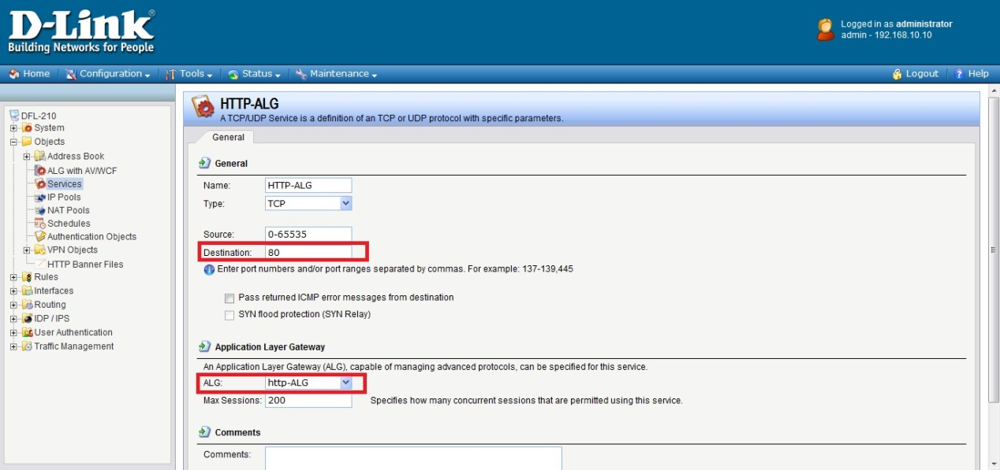 D-Link®
Building Networks for People
Logged in as administrator
admin - 192.168.10.10
Home Configuration Tools Status Maintenance Logout Help
DFL-210
System
Objects
Address Book
ALG with AV/WCF
Services
IP Pools
NAT Pools
Schedules
Authentication Objects
VPN Objects
HTTP Banner Files
Rules
Interfaces
Routing
IDP / IPS
User Authentication
Traffic Management
HTTP-ALG
A TCP/UDP Service is a definition of an TCP or UDP protocol with specific parameters.
General
General
Name: HTTP-ALG
Type: TCP
Source: 0-65535
Destination: 80
Enter port numbers and/or port ranges separated by commas. For example: 137-139,445
Pass returned ICMP error messages from destination
SYN flood protection (SYN Relay)
Application Layer Gateway
An Application Layer Gateway (ALG), capable of managing advanced protocols, can be specified for this service.
ALG: http-ALG
Max Sessions: 200 Specifies how many concurrent sessions that are permitted using this service.
Comments
Comments: